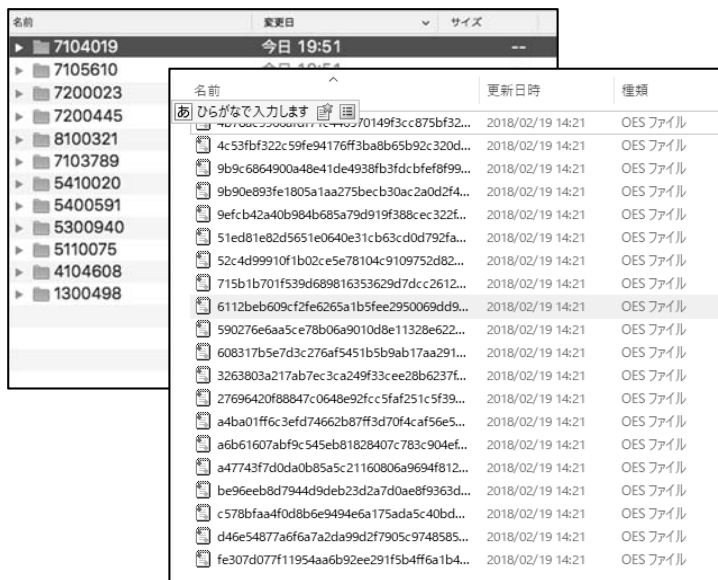 名前 変更日 サイズ
7104019 今日 19:51 --
7105610
7200023
7200445
8100321
7103789
5410020
5400591
5300940
5110075
4104608
1300498
名前 更新日時 種類
あ ひらがなで入力します
2018/02/19 14:21 OES ファイル
4c53fbf322c59fe94176ff3ba8b65b92c320d... 2018/02/19 14:21 OES ファイル
9b9c6864900a48e41de4938fb3fdcbfef8f99... 2018/02/19 14:21 OES ファイル
9b90e893fe1805a1aa275becb30ac2a0d2f4... 2018/02/19 14:21 OES ファイル
9efcb42a40b984b685a79d919f388cec322f... 2018/02/19 14:21 OES ファイル
51ed81e82d5651e0640e31cb63cd0d792fa... 2018/02/19 14:21 OES ファイル
52c4d99910f1b02ce5e78104c9109752d82... 2018/02/19 14:21 OES ファイル
715b1b701f539d689816353629d7dcc2612... 2018/02/19 14:21 OES ファイル
6112beb609cf2fe6265a1b5fee2950069dd9... 2018/02/19 14:21 OES ファイル
590276e6aa5ce78b06a9010d8e11328e622... 2018/02/19 14:21 OES ファイル
608317b5e7d3c276af5451b5b9ab17aa291... 2018/02/19 14:21 OES ファイル
3263803a217ab7ec3ca249f33cee28b6237f... 2018/02/19 14:21 OES ファイル
27696420f88847c0648e92fcc5faf251c5f39... 2018/02/19 14:21 OES ファイル
a4ba01ff6c3efd74662b87ff3d70f4caf56e5... 2018/02/19 14:21 OES ファイル
a6b61607abf9c545eb81828407c783c904ef... 2018/02/19 14:21 OES ファイル
a47743f7d0da0b85a5c21160806a9694f812... 2018/02/19 14:21 OES ファイル
be96eeb8d7944d9deb23d2a7d0ae8f9363d... 2018/02/19 14:21 OES ファイル
c578bfaa4f0d8b6e9494e6a175ada5c40bd... 2018/02/19 14:21 OES ファイル
d46e54877a6f6a7a2da99d2f7905c9748585... 2018/02/19 14:21 OES ファイル
fe307d077f11954aa6b92ee291f5b4ff6a1b4... 2018/02/19 14:21 OES ファイル